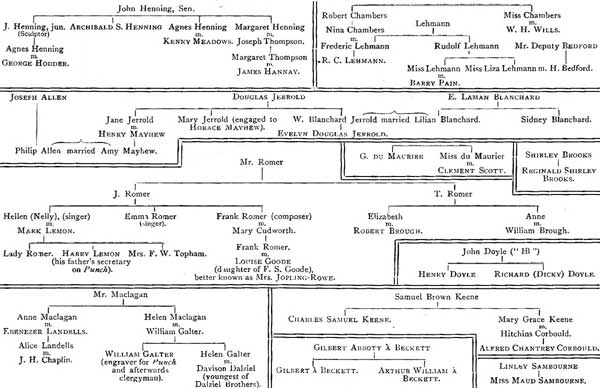 John Henning, Sen.
J. Henning, jun. ARCHIBALD S. HENNING Agnes Henning Margaret Henning
(Sculptor) m. m.
KENNY MEADOWS. Joseph Thompson.
Agnes Henning
m. Margaret Thompson
GEORGE HODDER. m.
JAMES HANNAY.
Robert Chambers Miss Chambers
Lehmann m.
Nina Chambers W. H. WILLS.
m.
Frederic Lehmann Rudolf Lehmann Mr. Deputy BEDFORD
R. C. LEHMANN. Miss Lehmann Miss Liza Lehmann m. H. Bedford.
m.
BARRY PAIN.
JOSEPH ALLEN DOUGLAS JERROLD E. LAMAN BLANCHARD
Jane Jerrold Mary Jerrold (engaged to W. Blanchard Jerrold married Lilian Blanchard. Sidney Blanchard.
m. HORACE MAYHEW).
HENRY MAYHEW EVELYN DOUGLAS JERROLD.
Philip Allen married Amy Mayhew.
Mr. Romer
G. DU MAURIER Miss du Maurier
m.
CLEMENT SCOTT.
SHIRLEY BROOKS
REGINALD SHIRLEY
BROOKS.
J. Romer T. Romer
Hellen (Nelly), (singer) Emma Romer Frank Romer (composer) Elizabeth Anne
m. (singer). m. m. m.
MARK LEMON. Mary Cudworth. ROBERT BROUGH. William Brough.
Lady Romer. HARRY LEMON Mrs. F. W. Topham. Frank Romer,
(his father's secretary m.
on Punch). LOUISE GOODE
(daughter of F. S. Goode),
better known as Mrs. JOPLING-ROWE.
John Doyle ("HB")
HENRY DOYLE RICHARD (DICKY) DOYLE.
Mr. Maclagan
Anne Maclagan Helen Maclagan
m. m.
EBENEZER LANDELLS. William Galter.
Alice Landells WILLIAM GALTER Helen Galter
m. (engraver for Punch m.
J. H. Chaplin. and afterwards Davison Dalziel
clergyman). (youngest of
Dalziel Brothers).
Samuel Brown Keene
CHARLES SAMUEL KEENE. Mary Grace Keene
m.
Hitchins Corbould.
ALFRED CHANTREY CORBOULD.
GILBERT ABBOTT À BECKETT
GILBERT À BECKETT. ARTHUR WILLIAM À
BECKETT.
LINLEY SAMBOURNE
MISS MAUD SAMBOURNE.